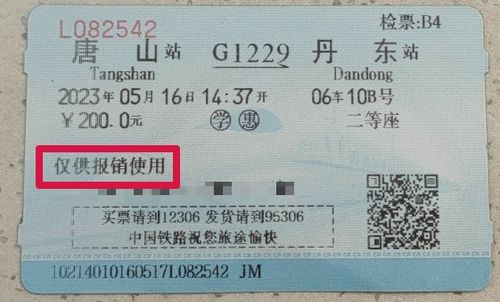 L082542 检票:B4
唐山站 G1229 丹东站
Tangshan Dandong
2023年05月16日14:37开 06车10B号
￥200.0元 学 惠 二等座
仅供报销使用
买票请到12306 发货请到95306
中国铁路祝您旅途愉快
10214010160517L082542 JM